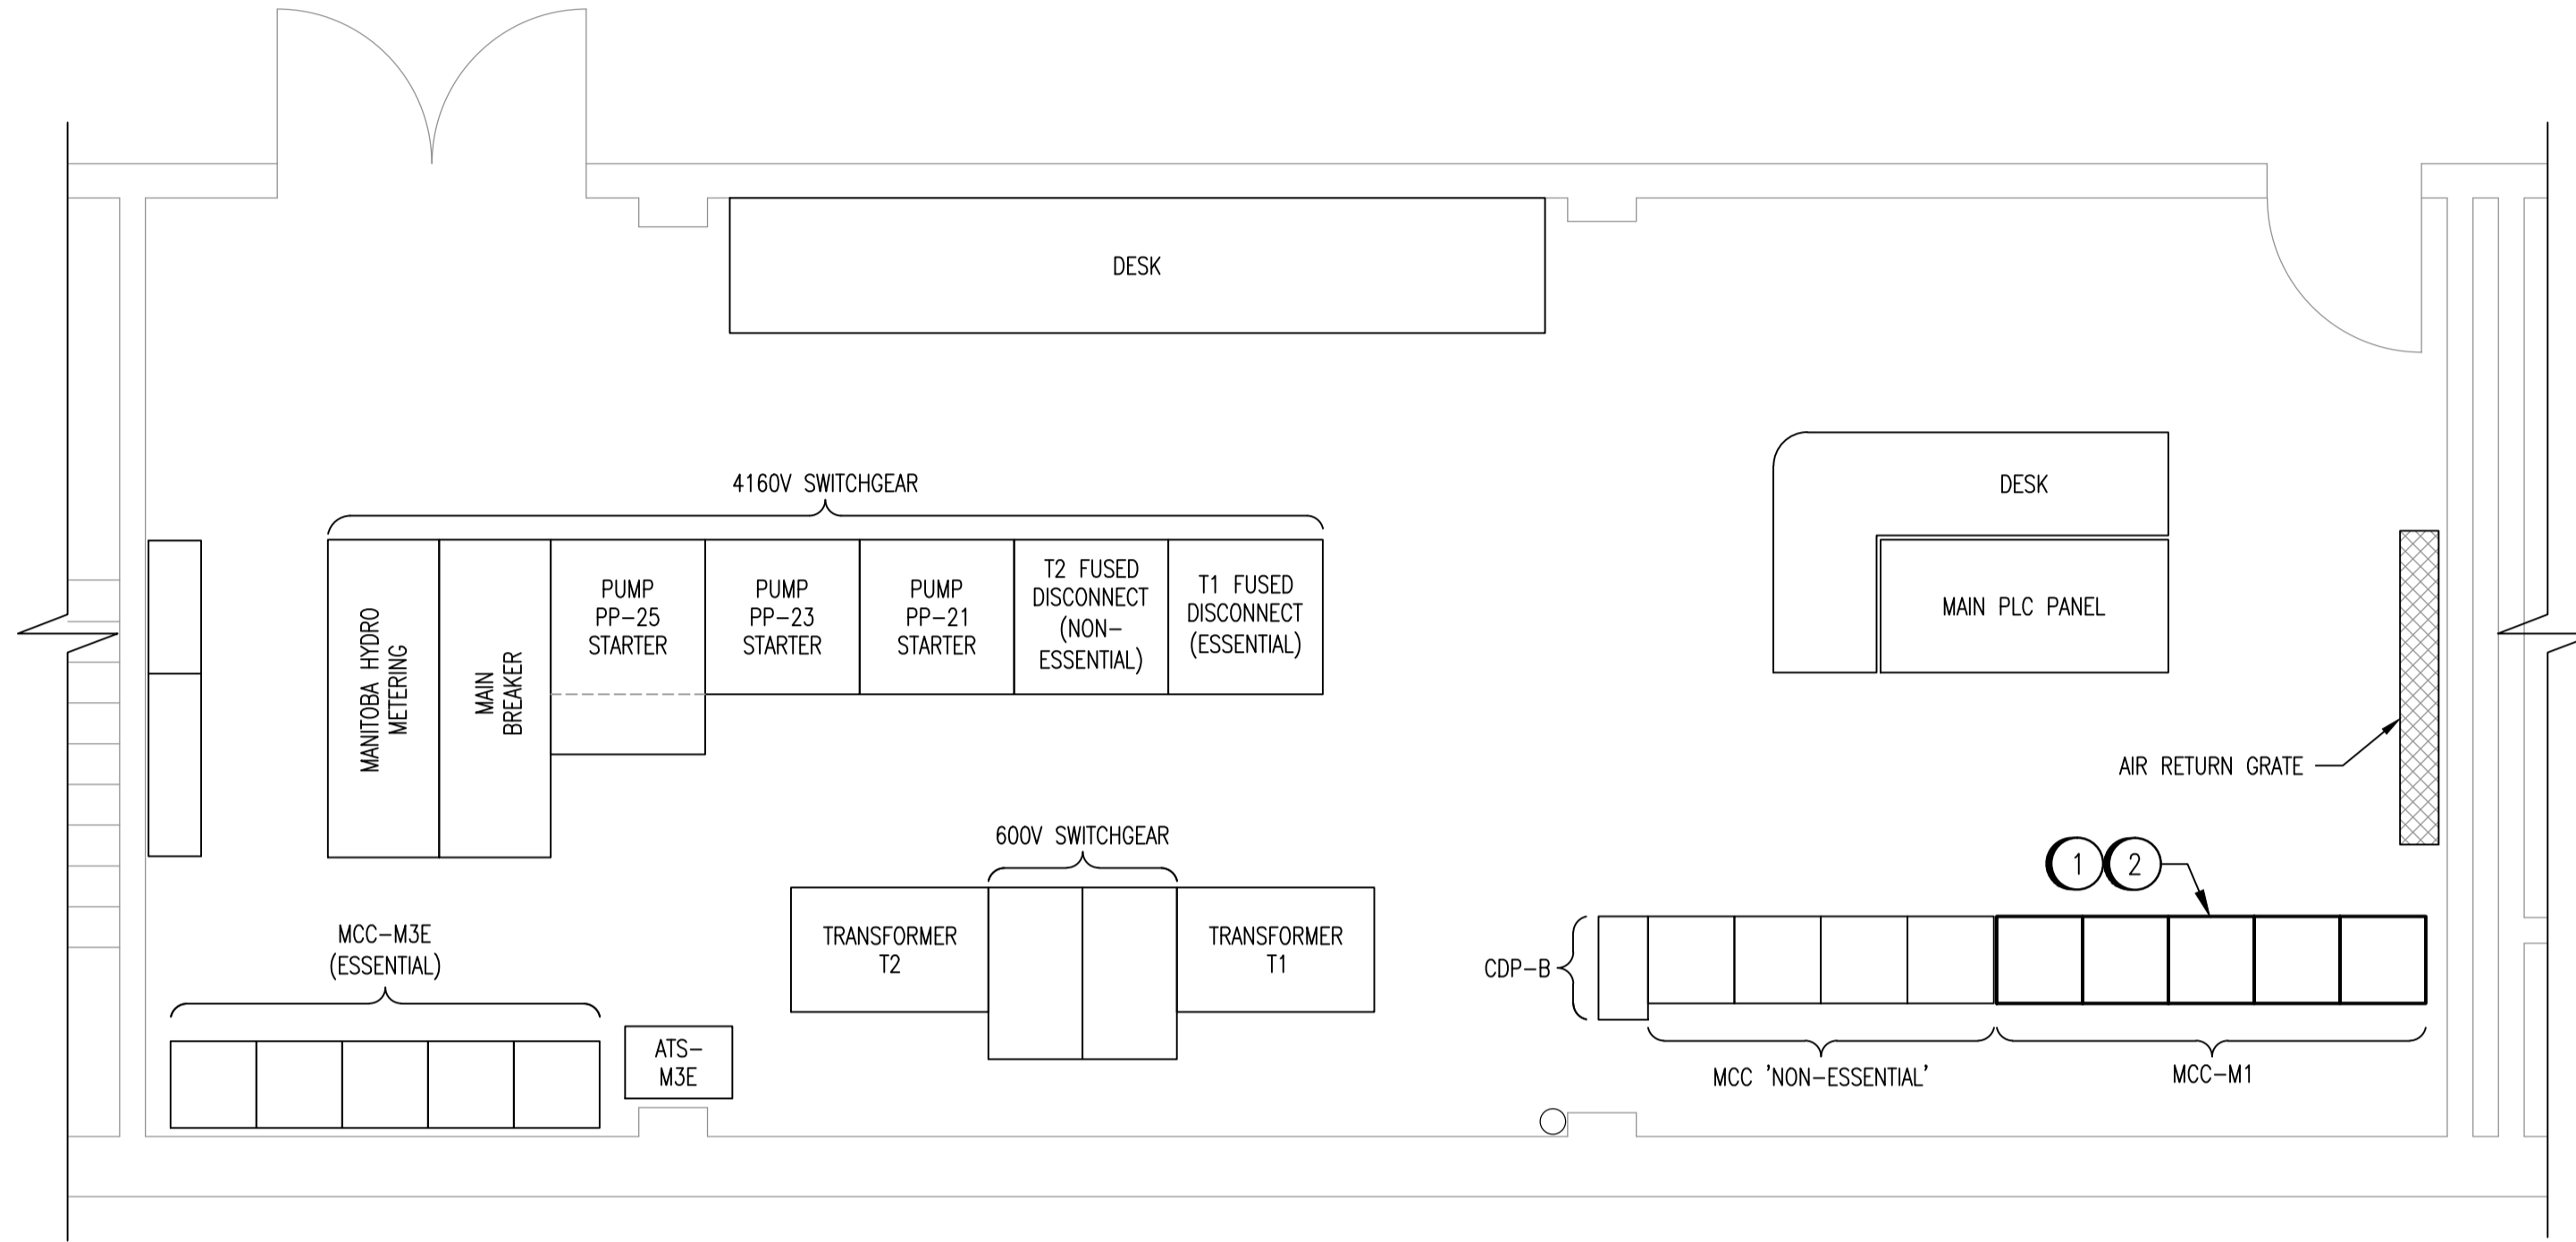 DESK
4160V SWITCHGEAR
MANITOBA HYDRO
METERING
MAIN
BREAKER
PUMP
PP-25
STARTER
PUMP
PP-23
STARTER
PUMP
PP-21
STARTER
T2 FUSED
DISCONNECT
(NON-
ESSENTIAL)
T1 FUSED
DISCONNECT
(ESSENTIAL)
DESK
MAIN PLC PANEL
AIR RETURN GRATE
600V SWITCHGEAR
1
2
TRANSFORMER
T2
TRANSFORMER
T1
MCC-M3E
(ESSENTIAL)
CDP-B
ATS-
M3E
MCC 'NON-ESSENTIAL'
MCC-M1